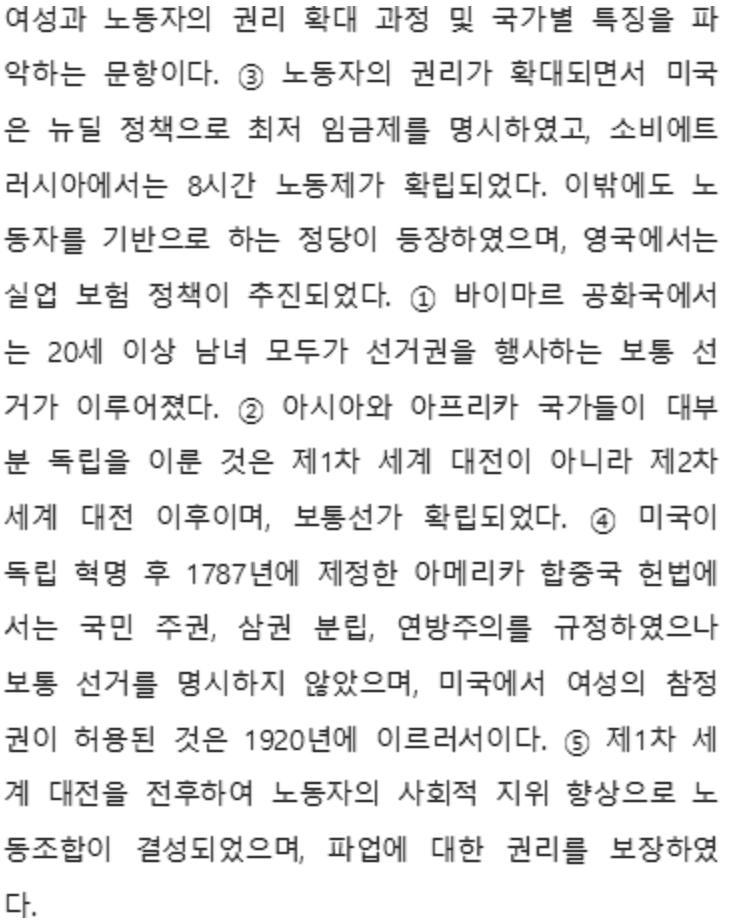 여성과 노동자의 권리 확대 과정 및 국가별 특징을 파
악하는 문항이다. ③ 노동자의 권리가 확대되면서 미국
은 뉴딜 정책으로 최저 임금제를 명시하였고, 소비에트
러시아에서는 8시간 노동제가 확립되었다. 이밖에도 노
동자를 기반으로 하는 정당이 등장하였으며, 영국에서는
실업 보험 정책이 추진되었다. ① 바이마르 공화국에서
는 20세 이상 남녀 모두가 선거권을 행사하는 보통 선
거가 이루어졌다. ② 아시아와 아프리카 국가들이 대부
분 독립을 이룬 것은 제1차 세계 대전이 아니라 제2차
세계 대전 이후이며, 보통선가 확립되었다. ④ 미국이
독립 혁명 후 1787년에 제정한 아메리카 합중국 헌법에
서는 국민 주권, 삼권 분립, 연방주의를 규정하였으나
보통 선거를 명시하지 않았으며, 미국에서 여성의 참정
권이 허용된 것은 1920년에 이르러서이다. ⑤ 제1차 세
계 대전을 전후하여 노동자의 사회적 지위 향상으로 노
동조합이 결성되었으며, 파업에 대한 권리를 보장하였
다.